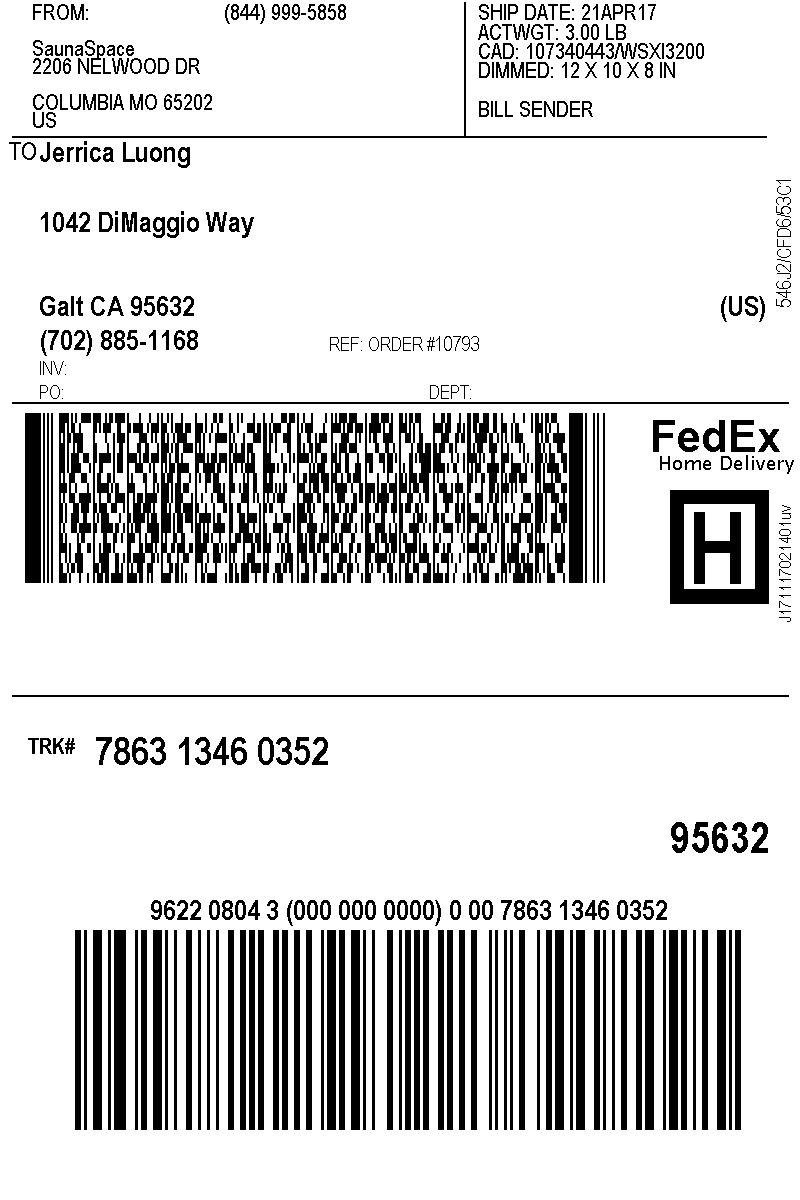 FROM: (844) 999-5858
SaunaSpace
2206 NELWOOD DR
COLUMBIA MO 65202
US
SHIP DATE: 21APR17
ACTWGT: 3.00 LB
CAD: 107340443/WSXI3200
DIMMED: 12 X 10 X 8 IN
BILL SENDER
TO Jerrica Luong
1042 DiMaggio Way
Galt CA 95632 (US)
(702) 885-1168 REF: ORDER #10793
INV:
PO: DEPT:
546J2/CFD6/53C1
FedEx
Home Delivery
H
J171117021401uv
TRK# 7863 1346 0352
95632
9622 0804 3 (000 000 0000) 0 00 7863 1346 0352